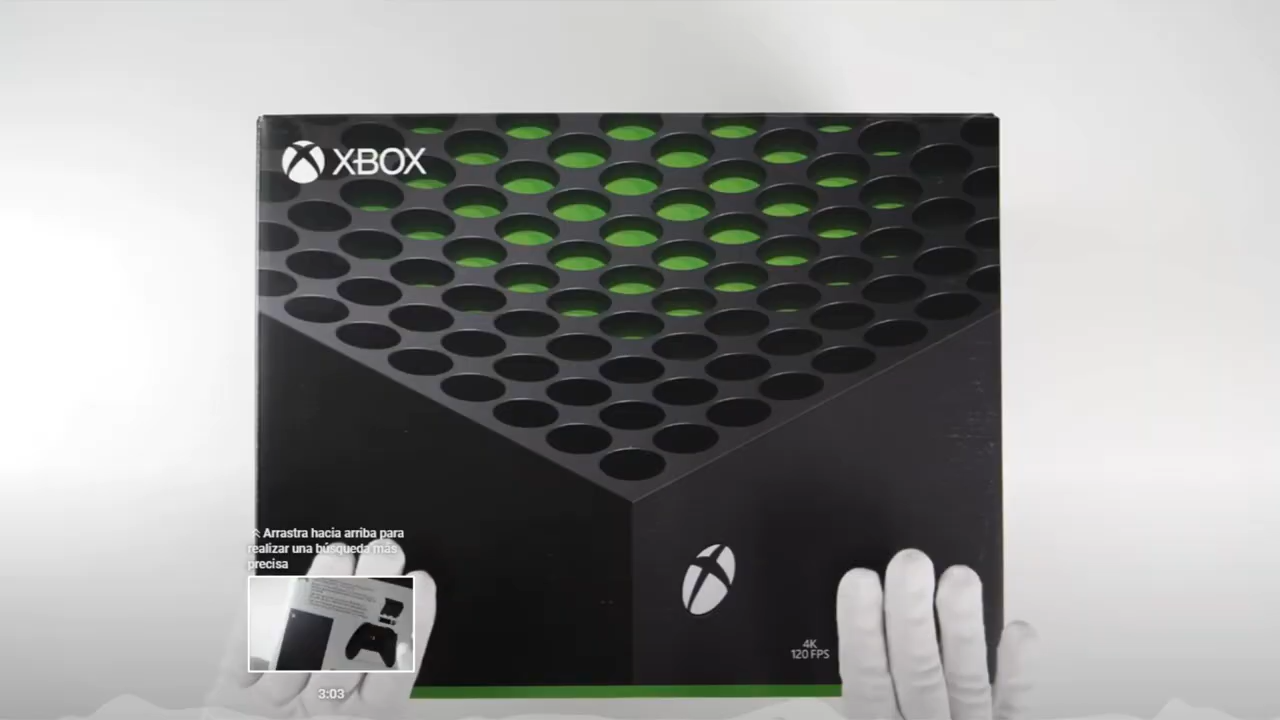 XBOX
Arrastra hacia arriba para
realizar una búsqueda más
precisa
4K
120 FPS
3:03